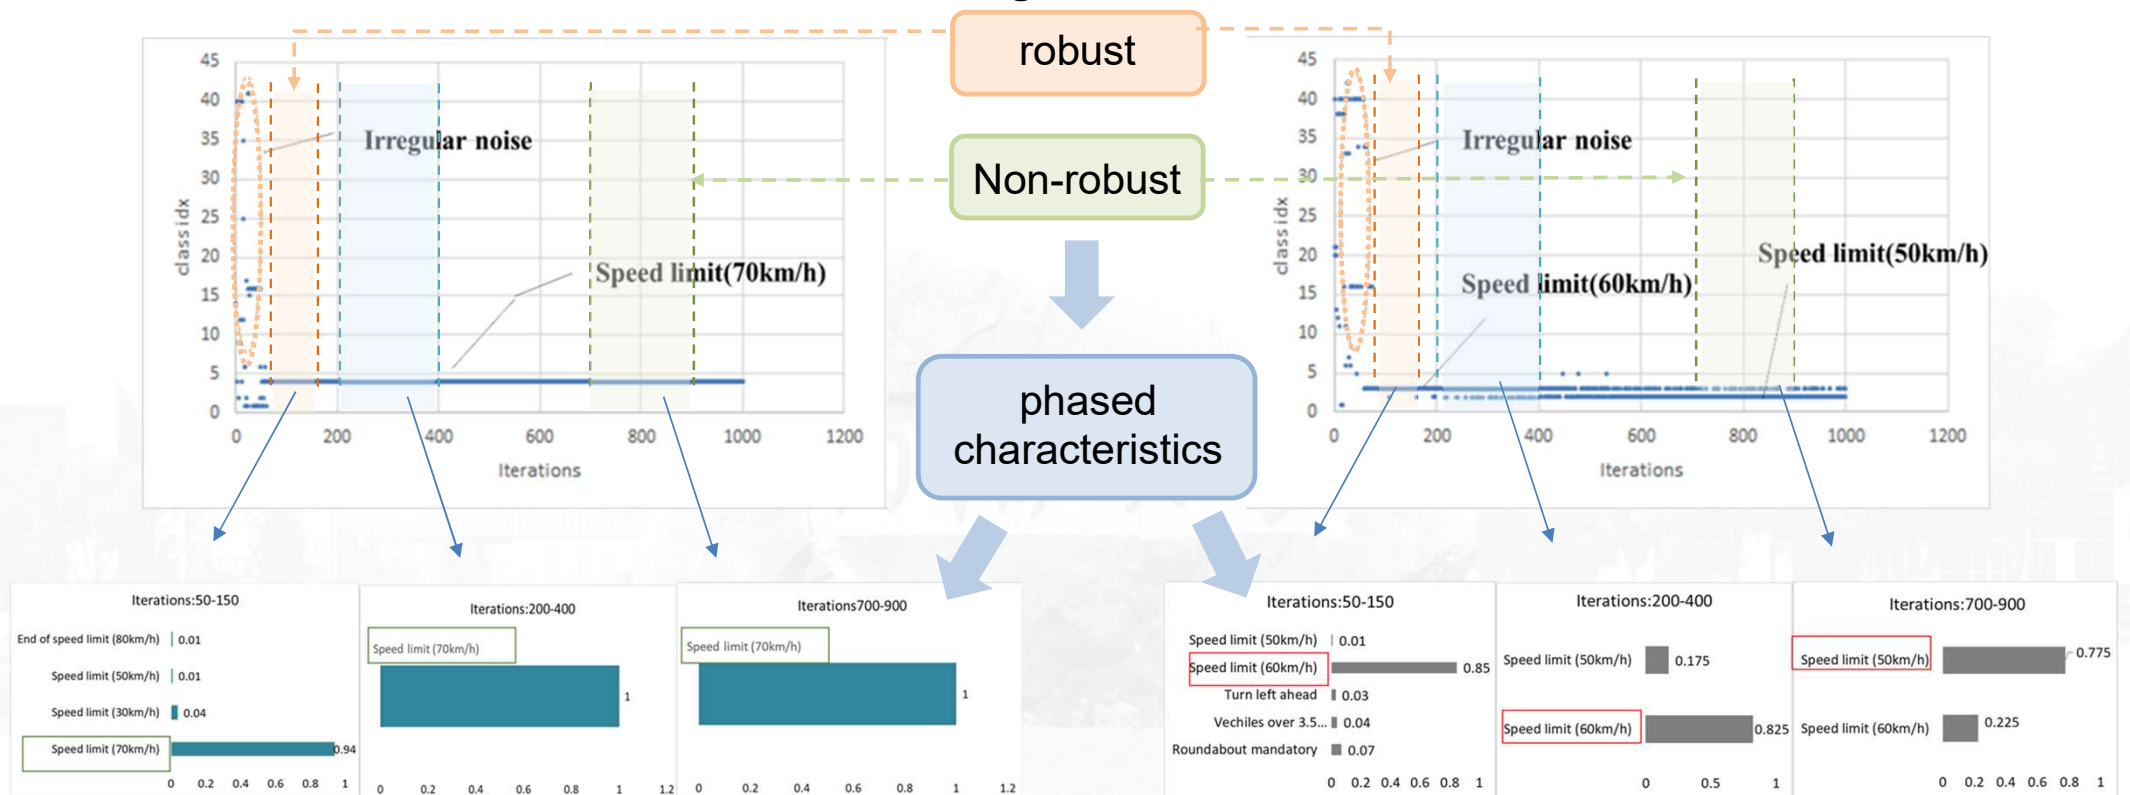 robust
Non-robust
phased
characteristics
45
40
35
30
25
20
15
10
5
0
class idx
Irregular noise
Speed limit(70km/h)
0 200 400 600 800 1000 1200
Iterations
45
40
35
30
25
20
15
10
5
0
class idx
Irregular noise
Speed limit(60km/h)
Speed limit(50km/h)
0 200 400 600 800 1000 1200
Iterations
Iterations:50-150
End of speed limit (80km/h) 0.01
Speed limit (50km/h) 0.01
Speed limit (30km/h) 0.04
Speed limit (70km/h) 0.94
0 0.2 0.4 0.6 0.8 1
Iterations:200-400
Speed limit (70km/h)
1
0 0.2 0.4 0.6 0.8 1 1.2
Iterations700-900
Speed limit (70km/h)
1
0 0.2 0.4 0.6 0.8 1 1.2
Iterations:50-150
Speed limit (50km/h) 0.01
Speed limit (60km/h) 0.85
Turn left ahead 0.03
Vechiles over 3.5... 0.04
Roundabout mandatory 0.07
0 0.2 0.4 0.6 0.8 1
Iterations:200-400
Speed limit (50km/h) 0.175
Speed limit (60km/h) 0.825
0 0.5 1
Iterations:700-900
Speed limit (50km/h) 0.775
Speed limit (60km/h) 0.225
0 0.2 0.4 0.6 0.8 1